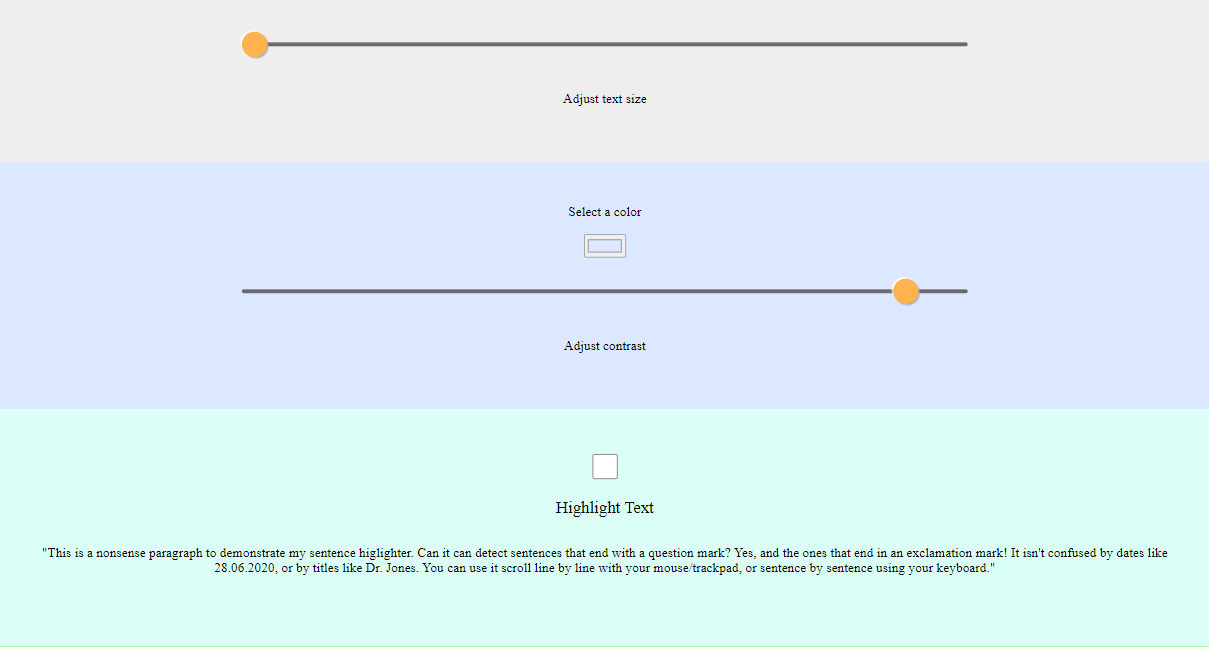 Adjust text size
Select a color
Adjust contrast
Highlight Text
"This is a nonsense paragraph to demonstrate my sentence higlighter. Can it can detect sentences that end with a question mark? Yes, and the ones that end in an exclamation mark! It isn't confused by dates like
28.06.2020, or by titles like Dr. Jones. You can use it scroll line by line with your mouse/trackpad, or sentence by sentence using your keyboard."